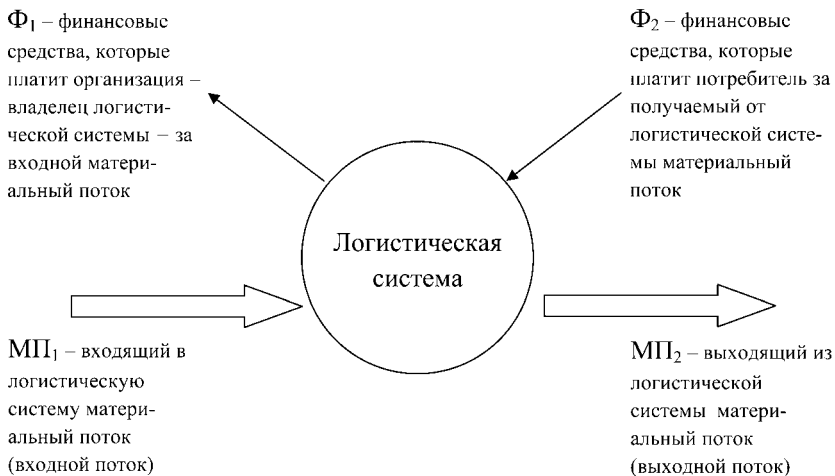 Ф1 – финансовые
средства, которые
платит организация –
владелец логисти-
ческой системы – за
входной матери-
альный поток
Ф2 – финансовые
средства, которые
платит потребитель за
получаемый от
логистической систе-
мы материальный
поток
Логистическая
система
МП1 – входящий в
логистическую
систему матери-
альный поток
(входной поток)
МП2 – выходящий из
логистической
системы матери-
альный поток
(выходной поток)